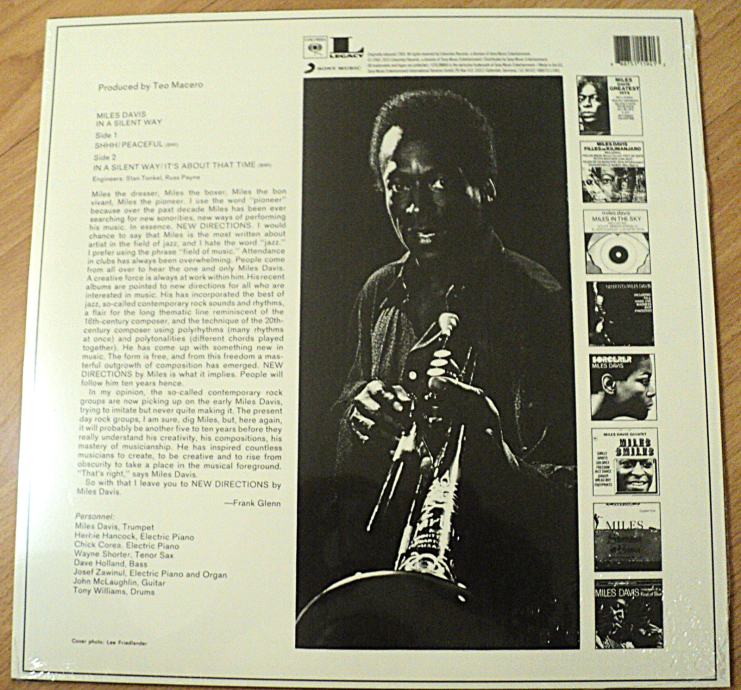 LEGACY
SONY MUSIC
Produced by Teo Macero
MILES DAVIS
IN A SILENT WAY
Side 1
SHHH/PEACEFUL (BMI)
Side 2
IN A SILENT WAY/IT'S ABOUT THAT TIME (BMI)
Engineers: Stan Tonkel, Russ Payne
Miles the dresser, Miles the boxer, Miles the bon
vivant, Miles the pioneer. I use the word "pioneer"
because over the past decade Miles has been ever
searching for new sonorities, new ways of performing
his music. In essence, NEW DIRECTIONS. I would
chance to say that Miles is the most written about
artist in the field of jazz, and I hate the word "jazz."
I prefer using the phrase "field of music." Attendance
in clubs has always been overwhelming. People come
from all over to hear the one and only Miles Davis.
A creative force is always at work within him. His recent
albums are pointed to new directions for all who are
interested in music. His has incorporated the best of
jazz, so-called contemporary rock sounds and rhythms,
a flair for the long thematic line reminiscent of the
16th-century composer, and the technique of the 20th-
century composer using polyrhythms (many rhythms
at once) and polytonalities (different chords played
together). He has come up with something new in
music. The form is free, and from this freedom a mas-
terful outgrowth of composition has emerged. NEW
DIRECTIONS by Miles is what it implies. People will
follow him ten years hence.
In my opinion, the so-called contemporary rock
groups are now picking up on the early Miles Davis,
trying to imitate but never quite making it. The present
day rock groups, I am sure, dig Miles, but, here again,
it will probably be another five to ten years before they
really understand his creativity, his compositions, his
mastery of musicianship. He has inspired countless
musicians to create, to be creative and to rise from
obscurity to take a place in the musical foreground.
"That's right," says Miles Davis.
So with that I leave you to NEW DIRECTIONS by
Miles Davis.
—Frank Glenn
Personnel:
Miles Davis, Trumpet
Herbie Hancock, Electric Piano
Chick Corea, Electric Piano
Wayne Shorter, Tenor Sax
Dave Holland, Bass
Josef Zawinul, Electric Piano and Organ
John McLaughlin, Guitar
Tony Williams, Drums
Cover photo: Lee Friedlander
MILES
DAVIS
GREATEST
HITS
MILES DAVIS
FILLES DE KILIMANJARO
miles davis
MILES IN THE SKY
NEFERTITI MILES DAVIS
SORCERER
MILES DAVIS
MILES DAVIS QUINTET
MILES
SMILES
MILES
MILES DAVIS